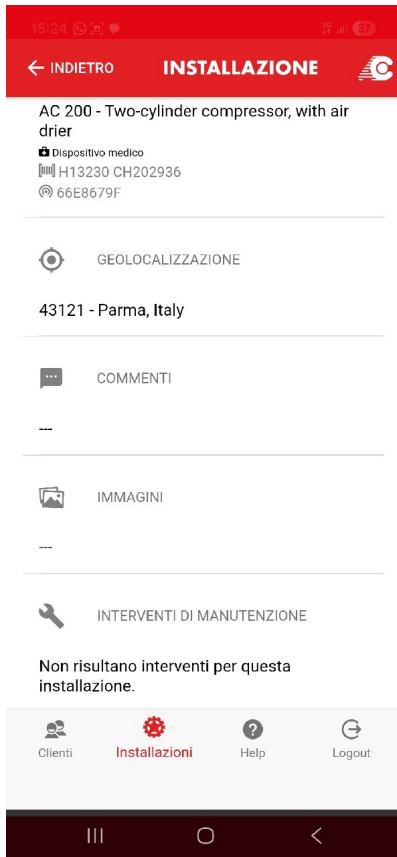 15:24
37
INDIETRO
INSTALLAZIONE
AC 200 - Two-cylinder compressor, with air
drier
Dispositivo medico
H13230 CH202936
66E8679F
GEOLOCALIZZAZIONE
43121 - Parma, Italy
COMMENTI
---
IMMAGINI
---
INTERVENTI DI MANUTENZIONE
Non risultano interventi per questa
installazione.
Clienti
Installazioni
Help
Logout